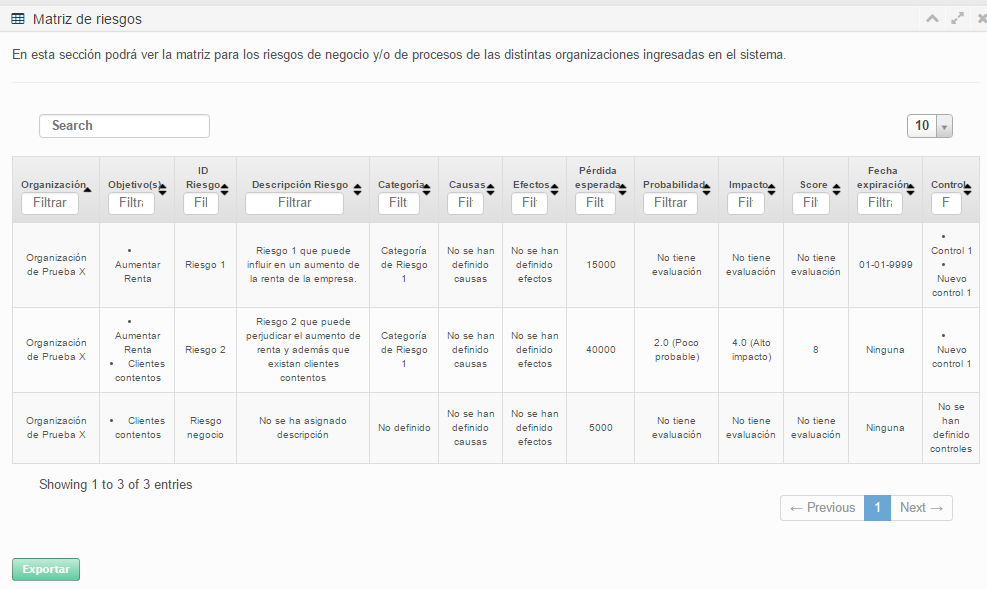 Matriz de riesgos
En esta sección podrá ver la matriz para los riesgos de negocio y/o de procesos de las distintas organizaciones ingresadas en el sistema.
Search
10
Organización
Filtrar
Objetivo(s)
Filtra
ID
Riesgo
Fil
Descripción Riesgo
Filtrar
Categoría
Filt
Causas
Fil
Efectos
Fil
Pérdida
esperada
Filt
Probabilidad
Filtrar
Impacto
Fil
Score
Fil
Fecha
expiración
Filtra
Control
F
Organización
de Prueba X
•
Aumentar
Renta
Riesgo 1
Riesgo 1 que puede
influir en un aumento de
la renta de la empresa.
Categoría
de Riesgo
1
No se han
definido
causas
No se han
definido
efectos
15000
No tiene
evaluación
No tiene
evaluación
No tiene
evaluación
01-01-9999
•
Control 1
•
Nuevo
control 1
Organización
de Prueba X
•
Aumentar
Renta
• Clientes
contentos
Riesgo 2
Riesgo 2 que puede
perjudicar el aumento de
renta y además que
existan clientes
contentos
Categoría
de Riesgo
1
No se han
definido
causas
No se han
definido
efectos
40000
2.0 (Poco
probable)
4.0 (Alto
impacto)
8
Ninguna
•
Nuevo
control 1
Organización
de Prueba X
• Clientes
contentos
Riesgo
negocio
No se ha asignado
descripción
No definido
No se han
definido
causas
No se han
definido
efectos
5000
No tiene
evaluación
No tiene
evaluación
No tiene
evaluación
Ninguna
No se
han
definido
controles
Showing 1 to 3 of 3 entries
← Previous
1
Next →
Exportar